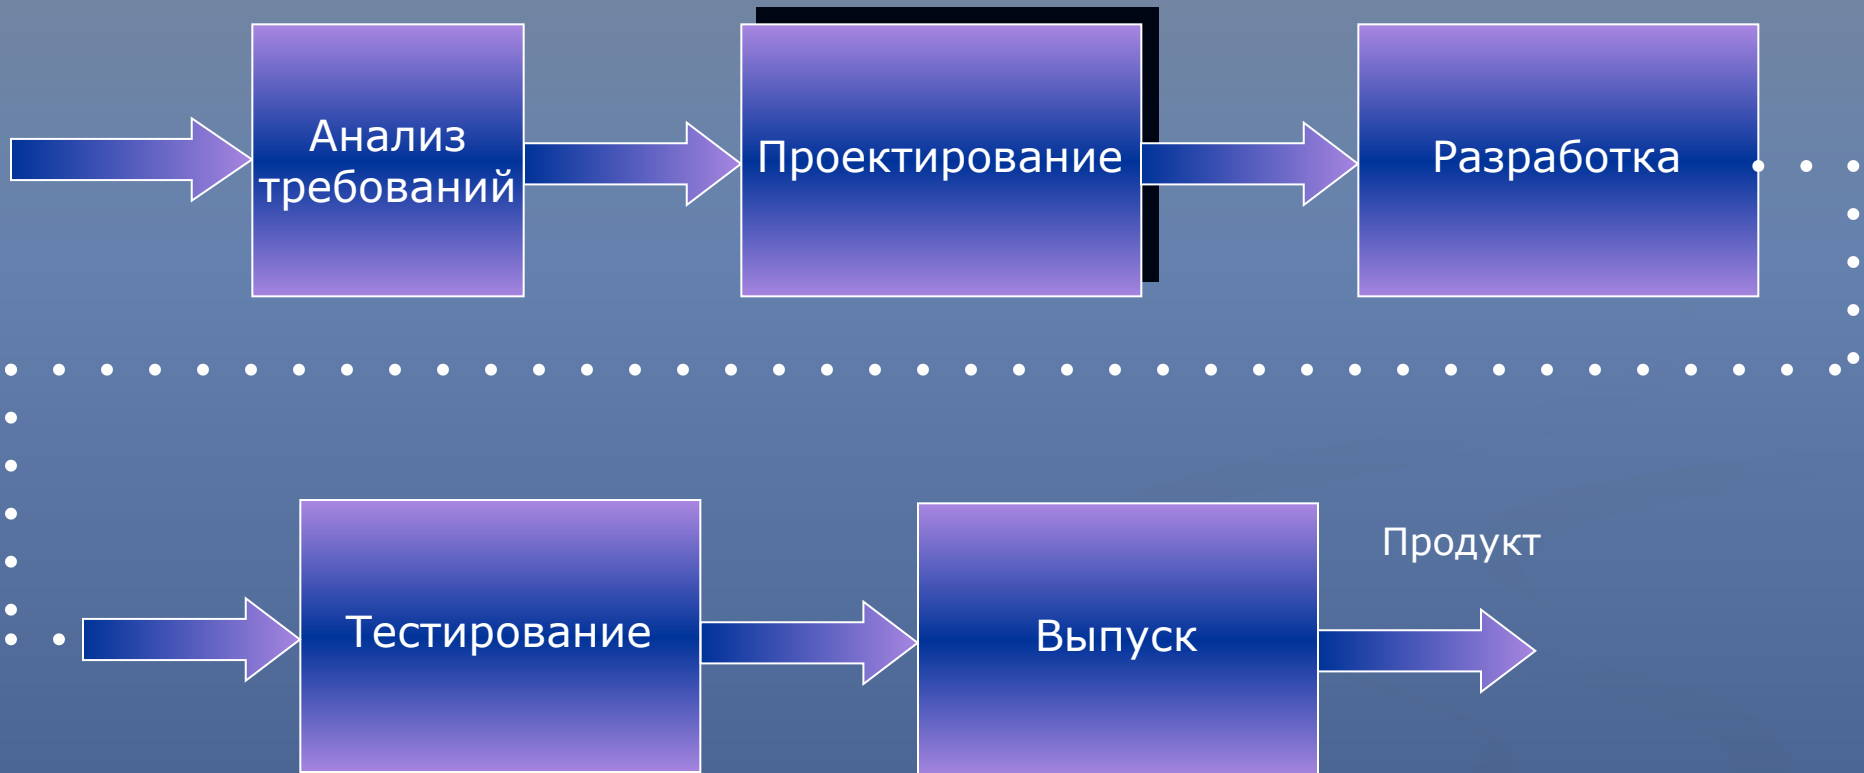 Анализ
требований
Проектирование
Разработка
Тестирование
Выпуск
Продукт